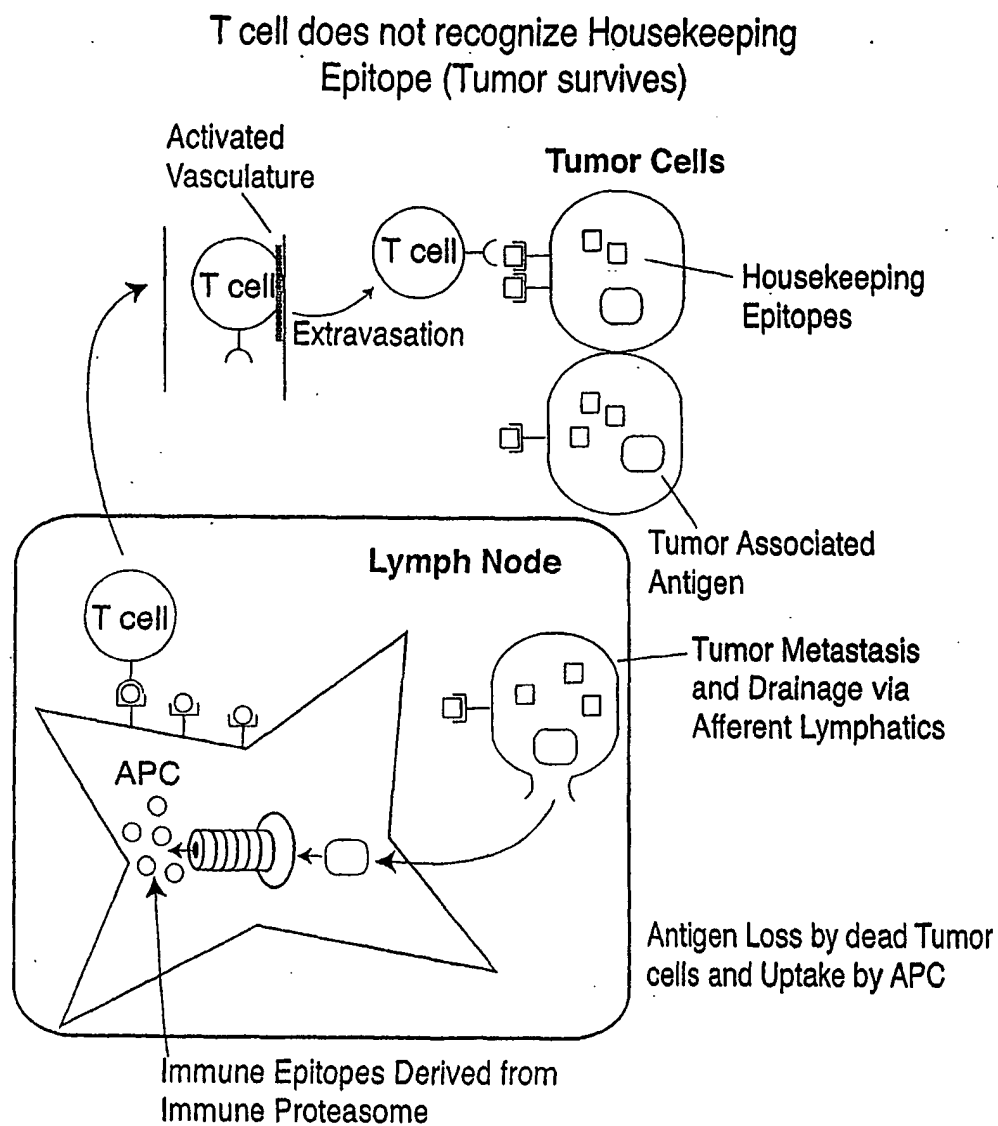 T cell does not recognize Housekeeping
Epitope (Tumor survives)
Activated
Vasculature
Tumor Cells
T cell
T cell
Extravasation
Housekeeping
Epitopes
Tumor Associated
Antigen
Lymph Node
T cell
Tumor Metastasis
and Drainage via
Afferent Lymphatics
APC
Antigen Loss by dead Tumor
cells and Uptake by APC
Immune Epitopes Derived from
Immune Proteasome